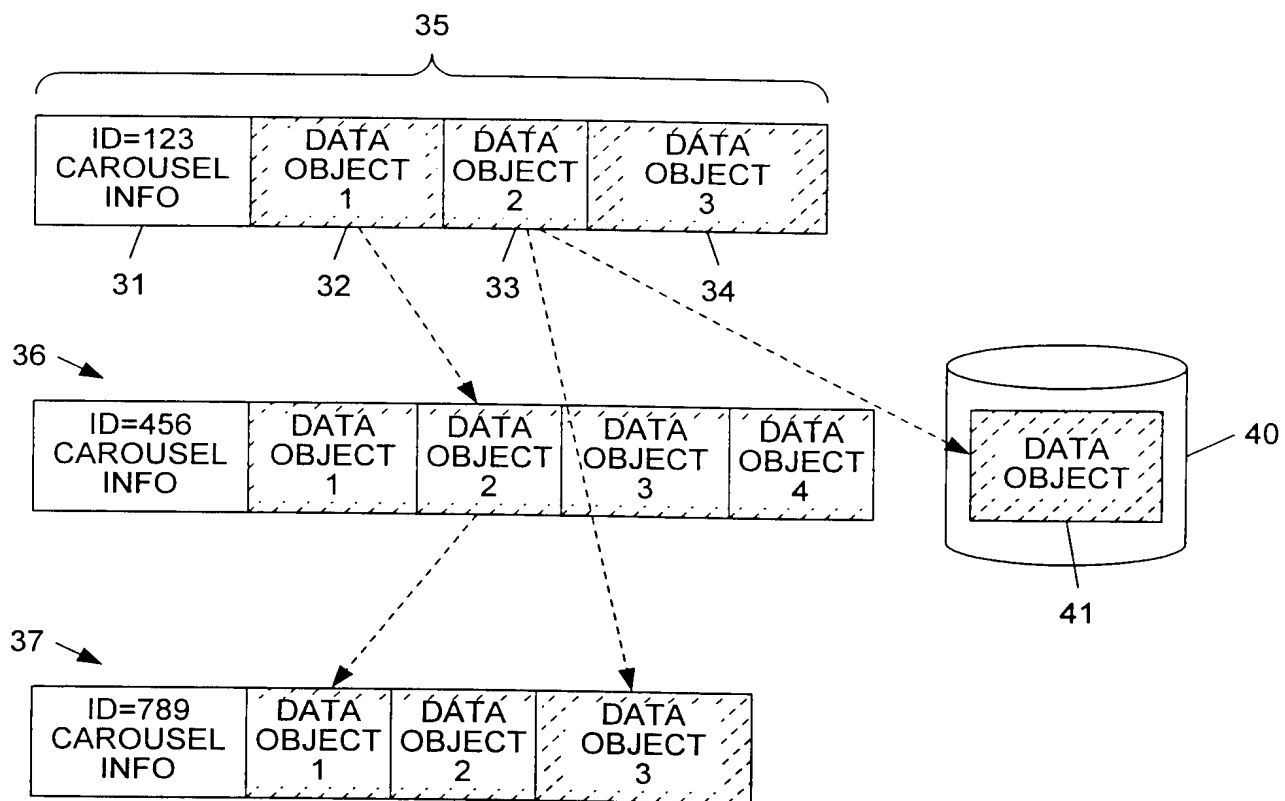 35
ID=123
CAROUSEL
INFO
DATA
OBJECT
1
DATA
OBJECT
2
DATA
OBJECT
3
31
32
33
34
36
ID=456
CAROUSEL
INFO
DATA
OBJECT
1
DATA
OBJECT
2
DATA
OBJECT
3
DATA
OBJECT
4
DATA
OBJECT
40
41
37
ID=789
CAROUSEL
INFO
DATA
OBJECT
1
DATA
OBJECT
2
DATA
OBJECT
3